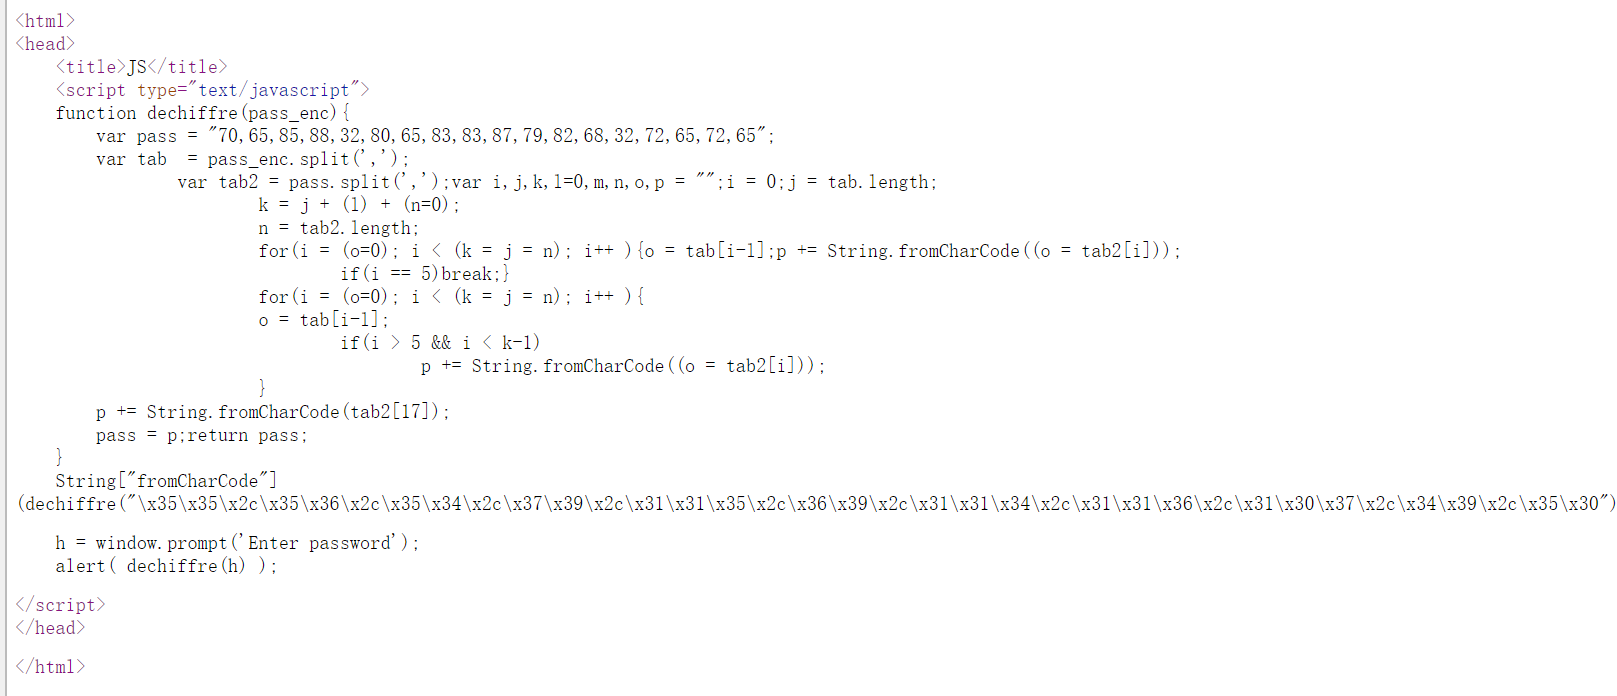 <html>
<head>
    <title>JS</title>
    <script type="text/javascript">
    function dechiffre(pass_enc){
        var pass = "70,65,85,88,32,80,65,83,83,87,79,82,68,32,72,65,72,65";
        var tab  = pass_enc.split(',');
                var tab2 = pass.split(',');var i,j,k,l=0,m,n,o,p = "";i = 0;j = tab.length;
                        k = j + (l) + (n=0);
                        n = tab2.length;
                        for(i = (o=0); i < (k = j = n); i++ ){o = tab[i-l];p += String.fromCharCode((o = tab2[i]));
                                if(i == 5)break;}
                        for(i = (o=0); i < (k = j = n); i++ ){
                        o = tab[i-l];
                                if(i > 5 && i < k-1)
                                        p += String.fromCharCode((o = tab2[i]));
                        }
        p += String.fromCharCode(tab2[17]);
        pass = p;return pass;
    }
    String["fromCharCode"]
(dechiffre("\x35\x35\x2c\x35\x36\x2c\x35\x34\x2c\x37\x39\x2c\x31\x31\x35\x2c\x36\x39\x2c\x31\x31\x34\x2c\x31\x31\x36\x2c\x31\x30\x37\x2c\x34\x39\x2c\x35\x30")
    h = window.prompt('Enter password');
    alert( dechiffre(h) );
</script>
</head>
</html>